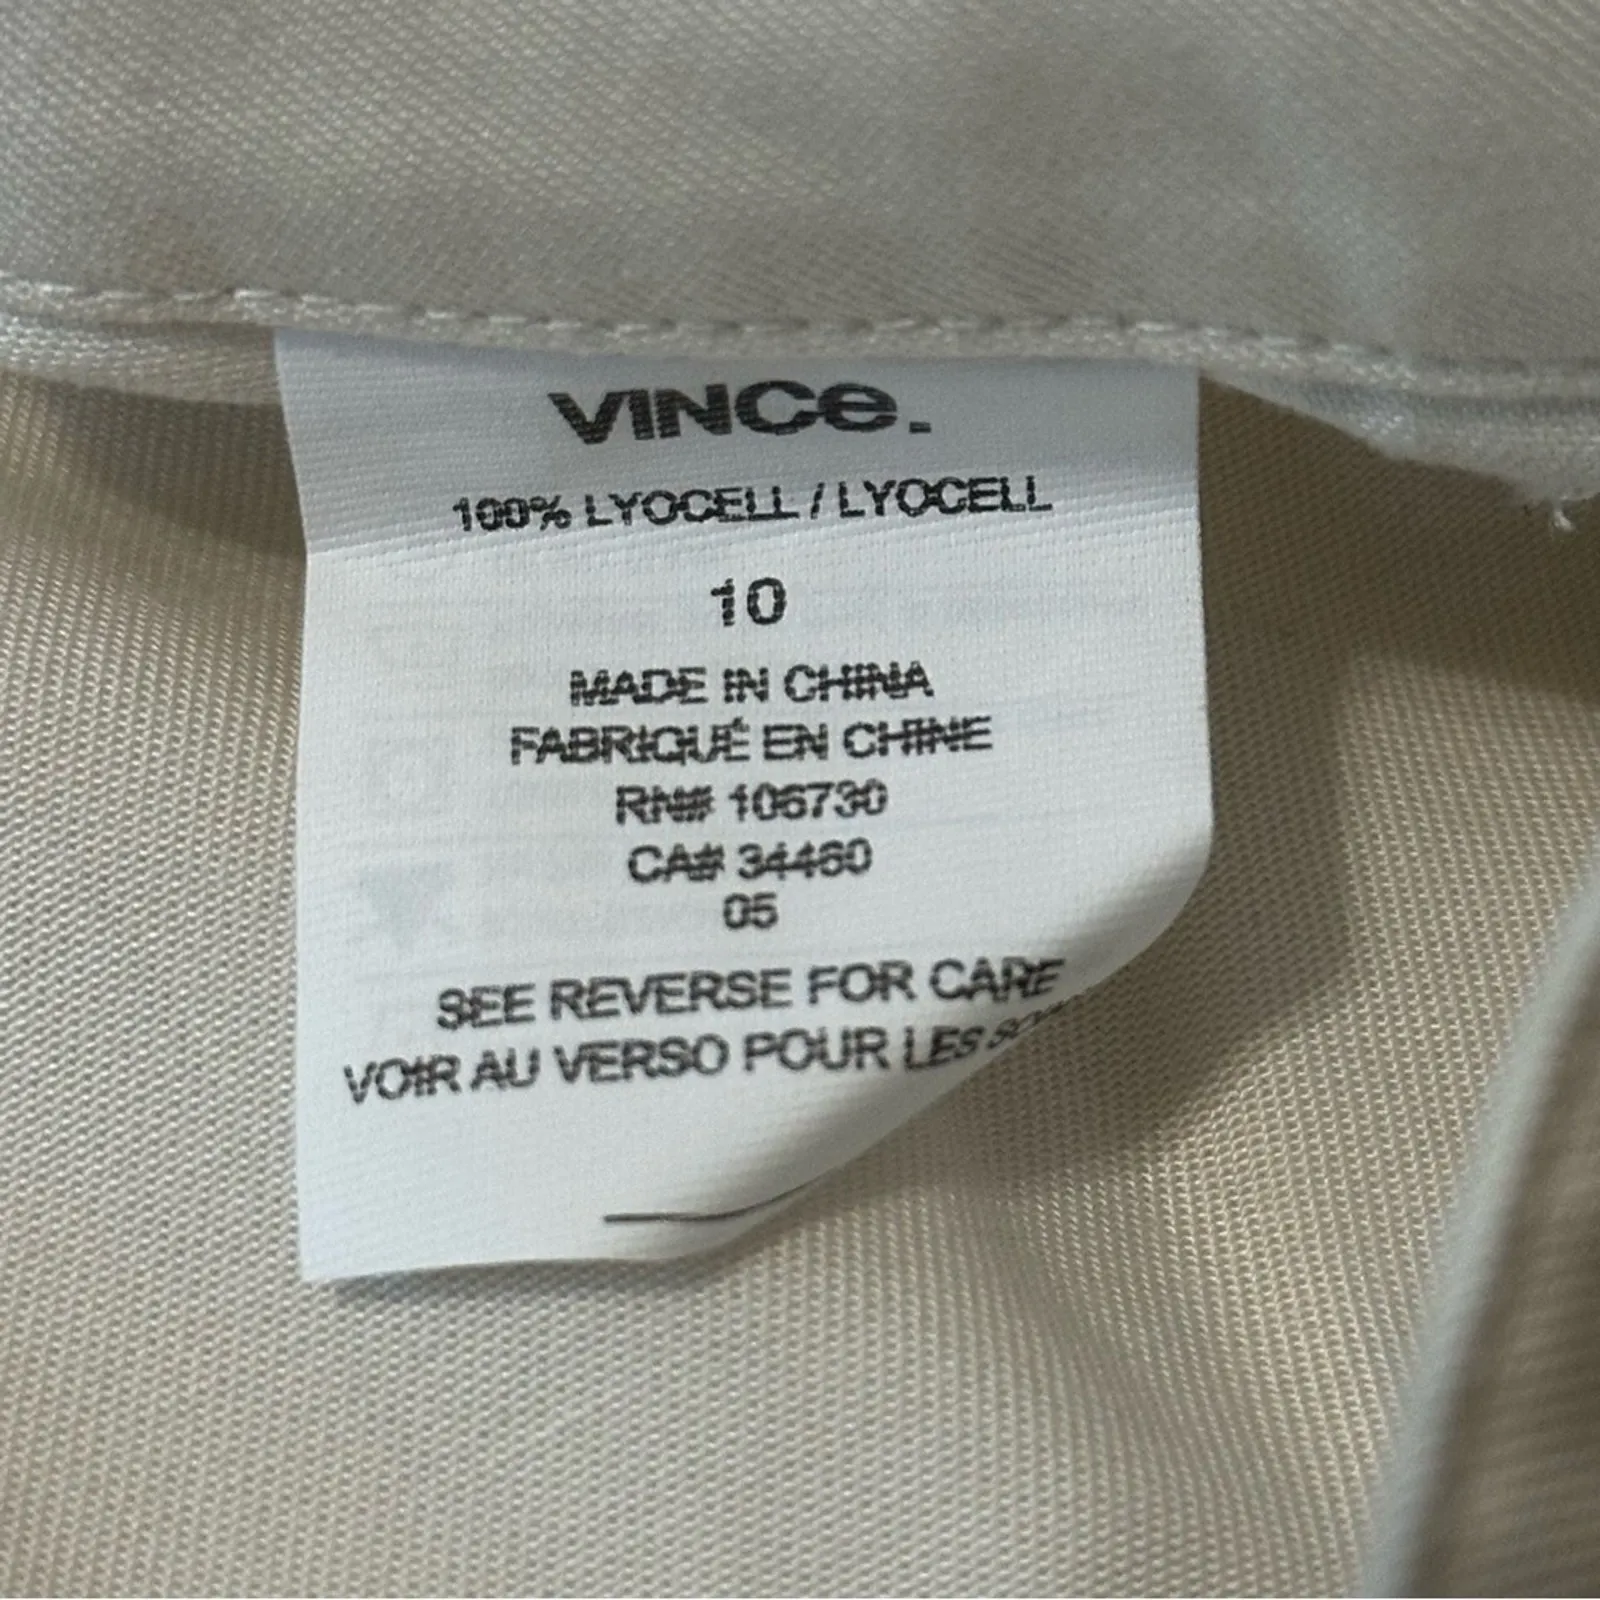 VINCe.
100% LYOCELL / LYOCELL
10
MADE IN CHINA
FABRIQUÉ EN CHINE
RN# 106730
CA# 34460
05
SEE REVERSE FOR CARE
VOIR AU VERSO POUR LES